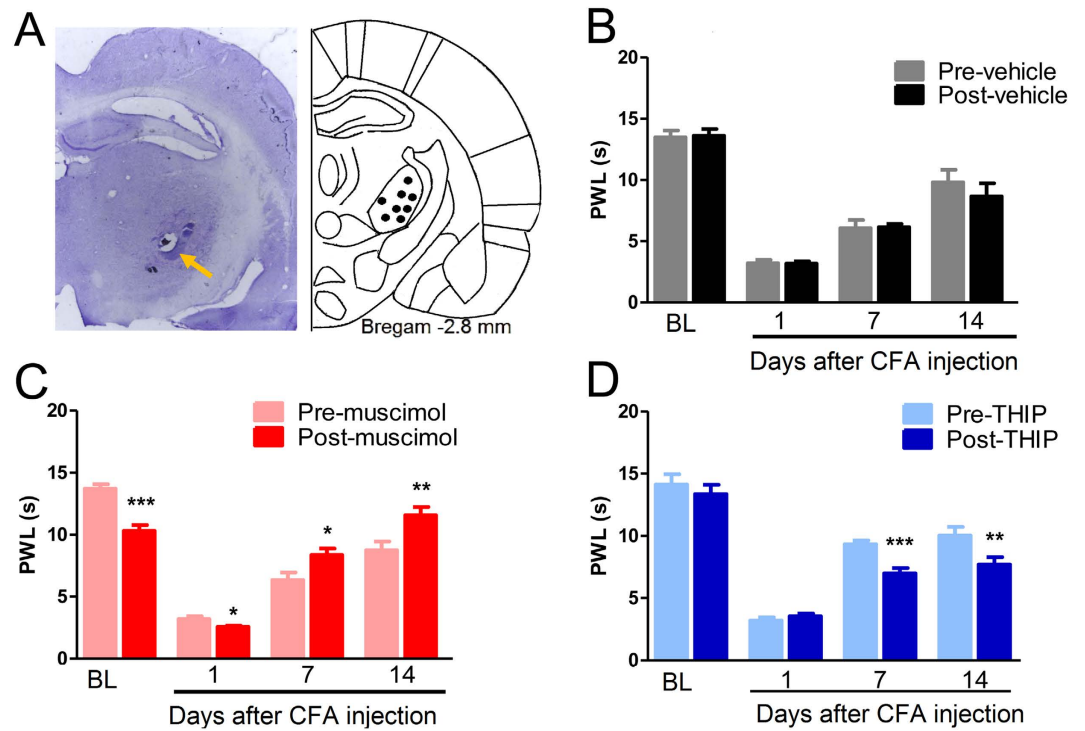 A
Bregam -2.8 mm
B
Pre-vehicle
Post-vehicle
PWL (s)
20
15
10
5
0
BL
1 7 14
Days after CFA injection
C
Pre-muscimol
Post-muscimol
PWL (s)
20
15
10
5
0
***
*
*
**
BL
1 7 14
Days after CFA injection
D
Pre-THIP
Post-THIP
PWL (s)
20
15
10
5
0
***
**
BL
1 7 14
Days after CFA injection